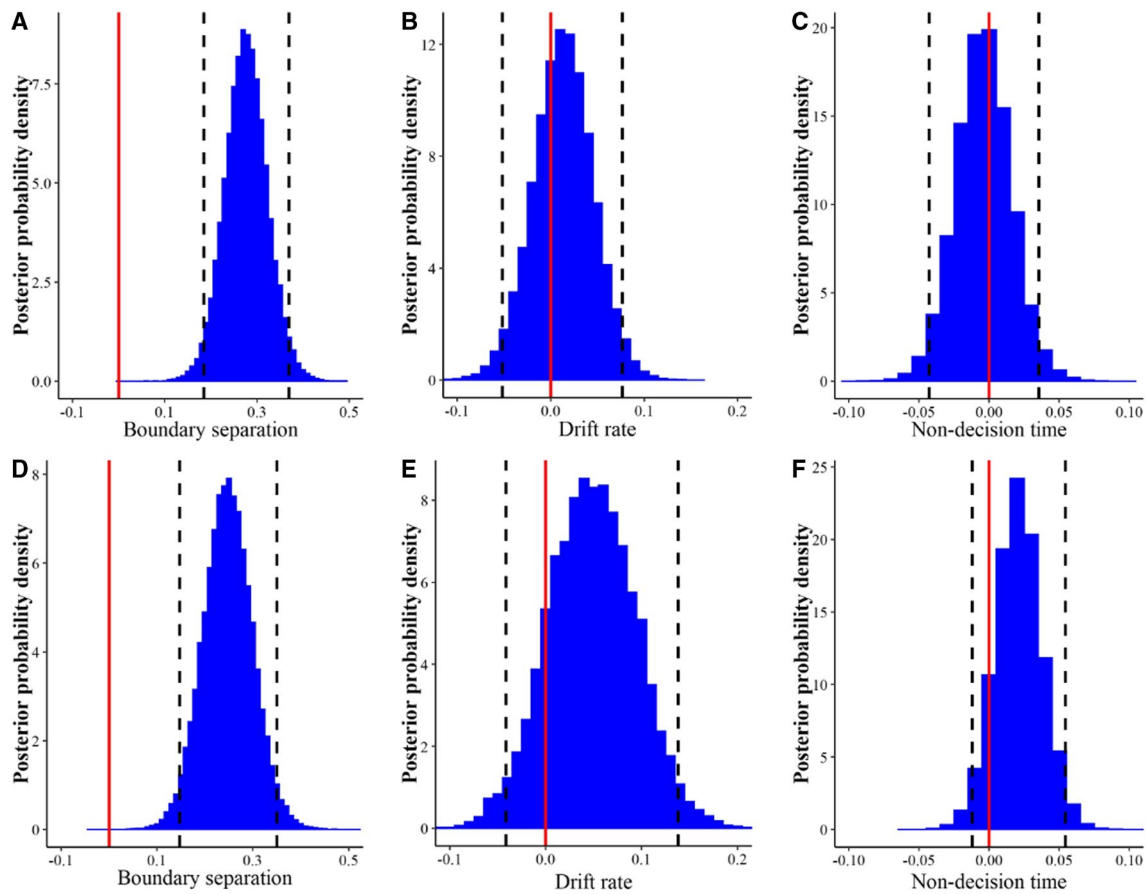 A
Posterior probability density
7.5
5.0
2.5
0.0
-0.1 0.1 0.3 0.5
Boundary separation
B
Posterior probability density
12
8
4
0
-0.1 0.0 0.1 0.2
Drift rate
C
Posterior probability density
20
15
10
5
0
-0.10 -0.05 0.00 0.05 0.10
Non-decision time
D
Posterior probability density
8
6
4
2
0
-0.1 0.1 0.3 0.5
Boundary separation
E
Posterior probability density
8
6
4
2
0
-0.1 0.0 0.1 0.2
Drift rate
F
Posterior probability density
25
20
15
10
5
0
-0.10 -0.05 0.00 0.05 0.10
Non-decision time